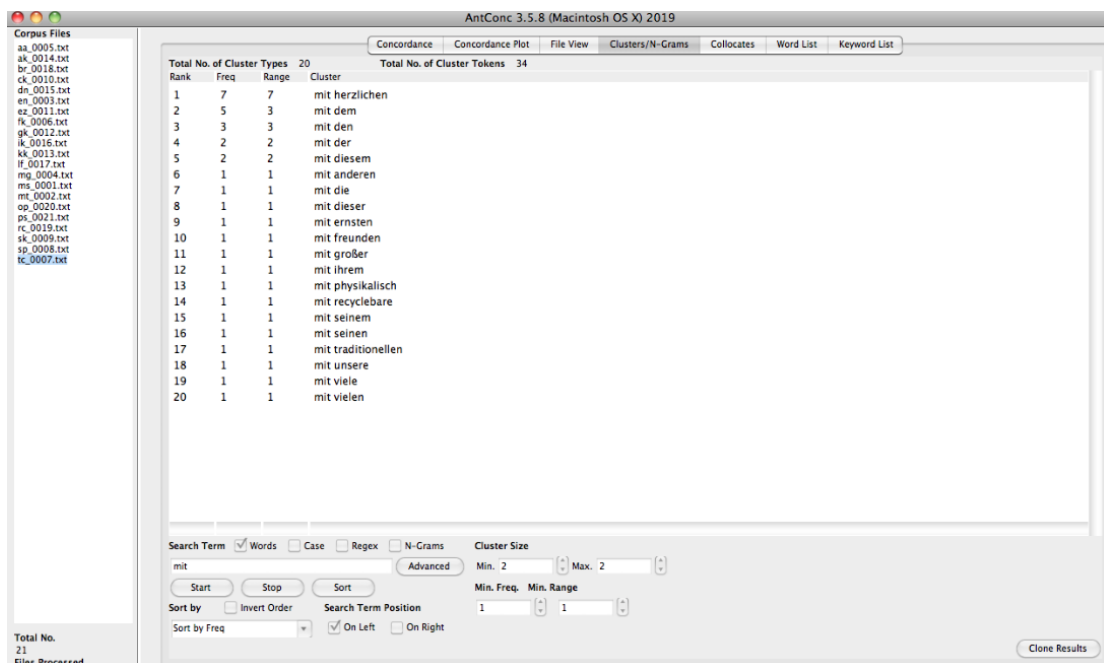 AntConc 3.5.8 (Macintosh OS X) 2019
Corpus Files
aa_0005.txt
ak_0014.txt
br_0018.txt
ck_0010.txt
dn_0015.txt
en_0003.txt
ez_0011.txt
fk_0006.txt
gk_0012.txt
ik_0016.txt
kk_0013.txt
lf_0017.txt
mg_0004.txt
ms_0001.txt
mt_0002.txt
op_0020.txt
ps_0021.txt
rc_0019.txt
sk_0009.txt
sp_0008.txt
tc_0007.txt
Total No.
21
Files Processed
Concordance Concordance Plot File View Clusters/N-Grams Collocates Word List Keyword List
Total No. of Cluster Types 20 Total No. of Cluster Tokens 34
Rank Freq Range Cluster
1 7 7 mit herzlichen
2 5 3 mit dem
3 3 3 mit den
4 2 2 mit der
5 2 2 mit diesem
6 1 1 mit anderen
7 1 1 mit die
8 1 1 mit dieser
9 1 1 mit ernsten
10 1 1 mit freunden
11 1 1 mit großer
12 1 1 mit ihrem
13 1 1 mit physikalisch
14 1 1 mit recyclebare
15 1 1 mit seinem
16 1 1 mit seinen
17 1 1 mit traditionellen
18 1 1 mit unsere
19 1 1 mit viele
20 1 1 mit vielen
Search Term Words Case Regex N-Grams Cluster Size
mit Advanced Min. 2 Max. 2
Start Stop Sort Min. Freq. Min. Range
Sort by Invert Order Search Term Position 1 1
Sort by Freq On Left On Right
Clone Results